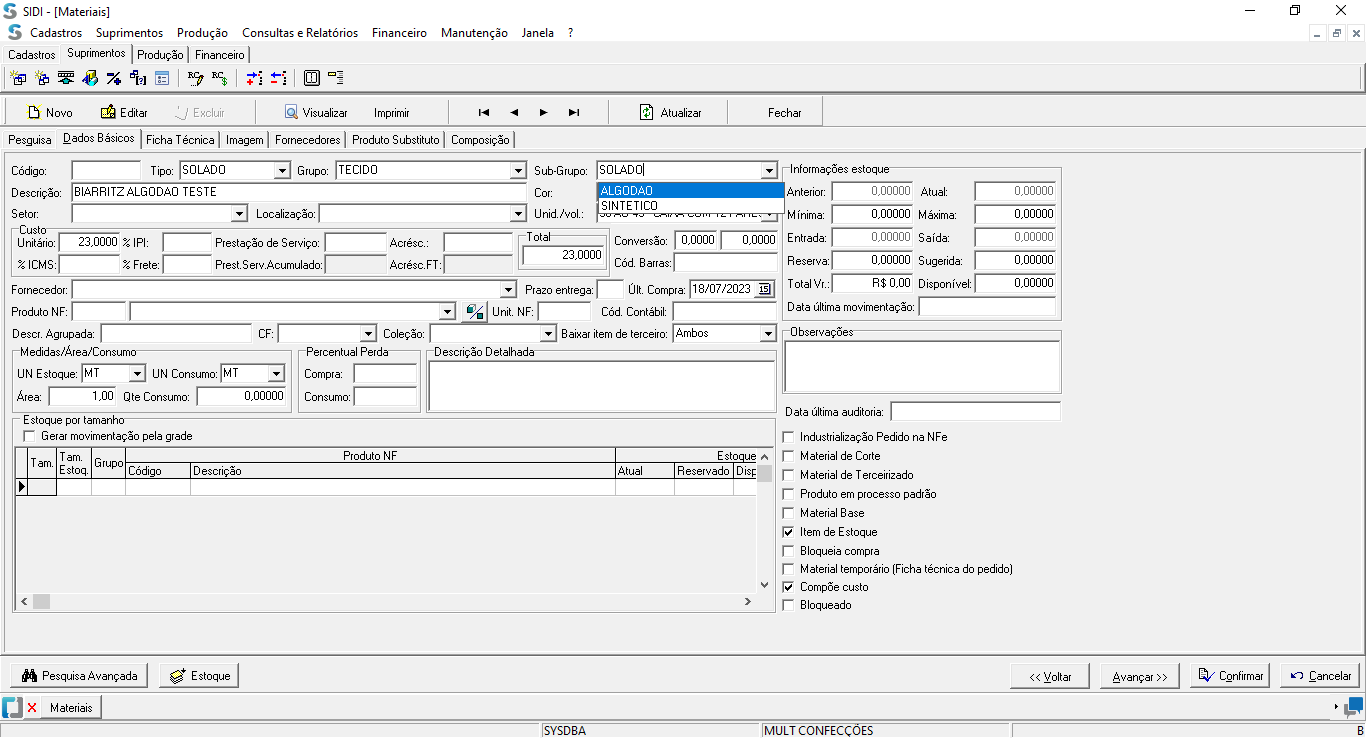 SIDI - [Materiais]
Cadastros Suprimentos Produção Consultas e Relatórios Financeiro Manutenção Janela ?
Cadastros Suprimentos Produção Financeiro
Novo Editar Excluir Visualizar Imprimir Atualizar Fechar
Pesquisa Dados Básicos Ficha Técnica Imagem Fornecedores Produto Substituto Composição
Código: Tipo: SOLADO Grupo: TECIDO Sub-Grupo: SOLADO
Descrição: BIARRITZ ALGODAO TESTE Cor: ALGODAO
SINTETICO
Setor: Localização: Unid./vol.:
Custo
Unitário: 23,0000 % IPI: Prestação de Serviço: Acrésc.:
% ICMS: % Frete: Prest.Serv.Acumulado: Acrésc.FT:
Total
23,0000
Conversão: 0,0000 0,0000
Cód. Barras:
Fornecedor: Prazo entrega: Últ. Compra: 18/07/2023 15
Produto NF: Unit. NF: Cód. Contábil:
Descr. Agrupada: CF: Coleção: Baixar item de terceiro: Ambos
Medidas/Área/Consumo
UN Estoque: MT UN Consumo: MT
Área: 1,00 Qte Consumo: 0,00000
Percentual Perda
Compra:
Consumo:
Descrição Detalhada
Estoque por tamanho
Gerar movimentação pela grade
Tam. Tam. Estoq. Grupo Produto NF Estoque
Código Descrição Atual Reservado Disp
Informações estoque
Anterior: 0,00000 Atual: 0,00000
Mínima: 0,00000 Máxima: 0,00000
Entrada: 0,00000 Saída: 0,00000
Reserva: 0,00000 Sugerida: 0,00000
Total Vr.: R$ 0,00 Disponível: 0,00000
Data última movimentação:
Observações
Data última auditoria:
Industrialização Pedido na NFe
Material de Corte
Material de Terceirizado
Produto em processo padrão
Material Base
Item de Estoque
Bloqueia compra
Material temporário (Ficha técnica do pedido)
Compõe custo
Bloqueado
Pesquisa Avançada Estoque << Voltar Avançar >> Confirmar Cancelar
Materiais
SYSDBA MULT CONFECÇÕES B